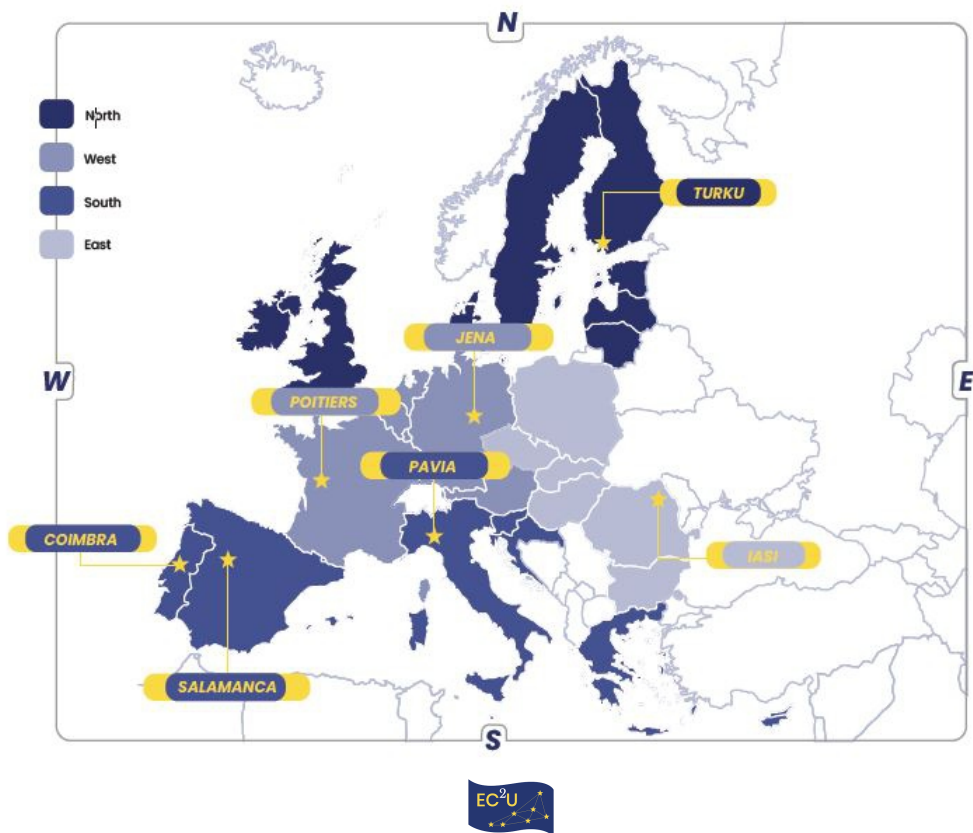 N
North
West
South
East
TURKU
JENA
W
E
POITIERS
PAVIA
COIMBRA
IASI
SALAMANCA
S
EC²U